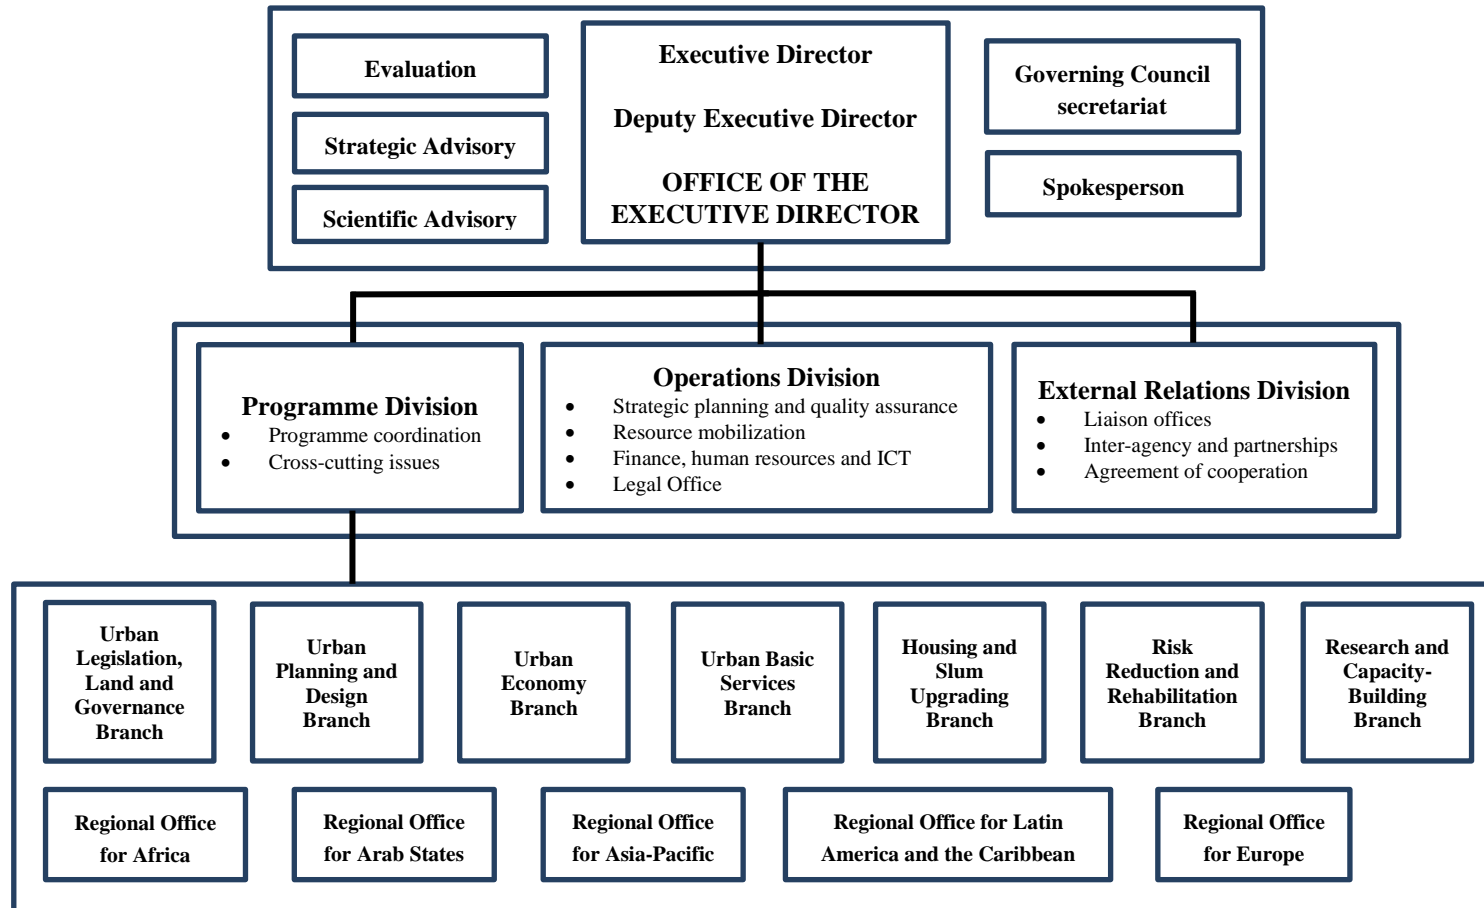 Evaluation
Strategic Advisory
Scientific Advisory
Executive Director
Deputy Executive Director
OFFICE OF THE
EXECUTIVE DIRECTOR
Governing Council
secretariat
Spokesperson
Programme Division
• Programme coordination
• Cross-cutting issues
Operations Division
• Strategic planning and quality assurance
• Resource mobilization
• Finance, human resources and ICT
• Legal Office
External Relations Division
• Liaison offices
• Inter-agency and partnerships
• Agreement of cooperation
Urban
Legislation,
Land and
Governance
Branch
Urban
Planning and
Design
Branch
Urban
Economy
Branch
Urban Basic
Services
Branch
Housing and
Slum
Upgrading
Branch
Risk
Reduction and
Rehabilitation
Branch
Research and
Capacity-
Building
Branch
Regional Office
for Africa
Regional Office
for Arab States
Regional Office
for Asia-Pacific
Regional Office for Latin
America and the Caribbean
Regional Office
for Europe